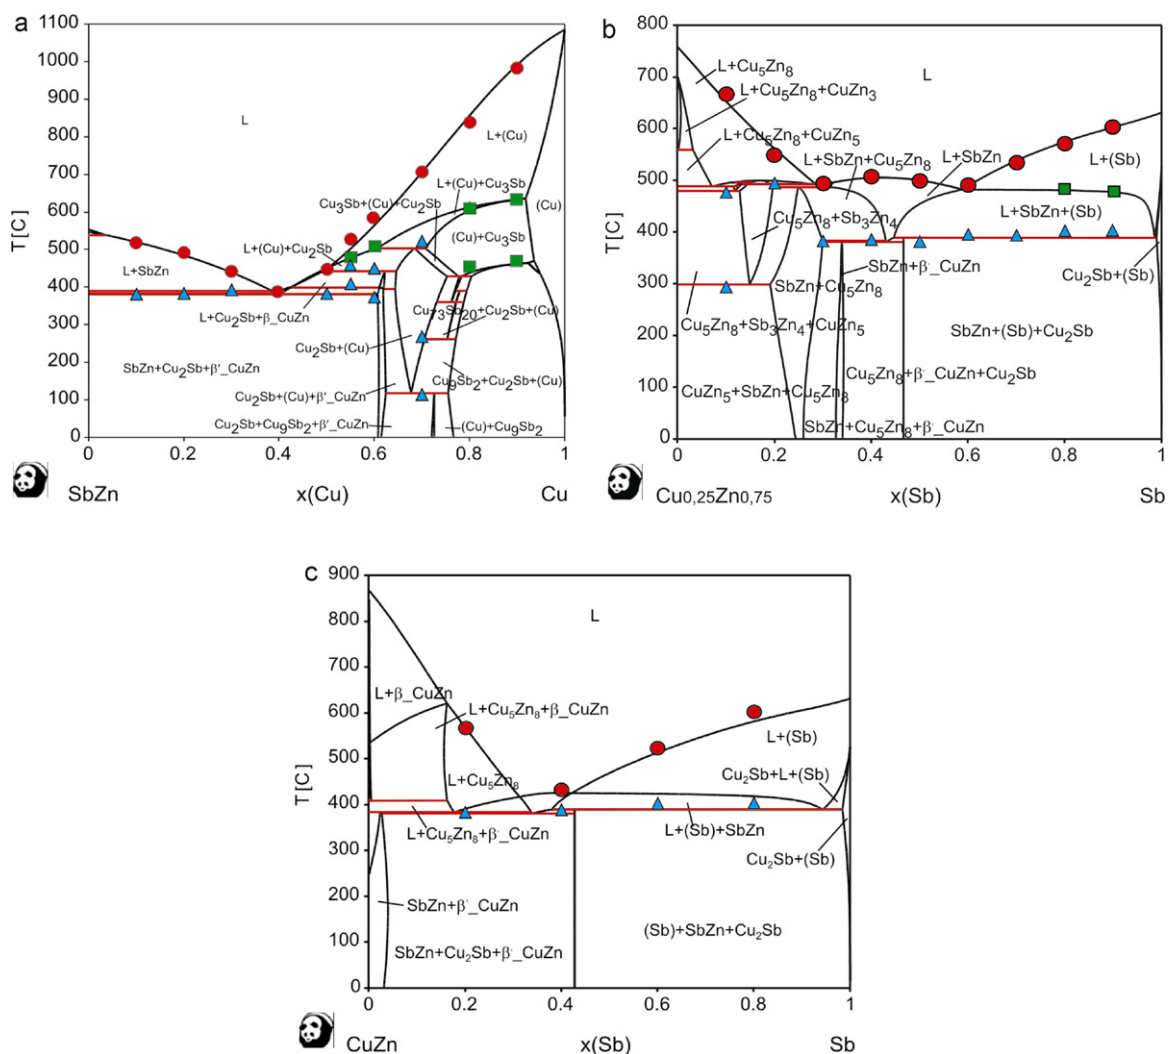 a
T[C]
1100
1000
900
800
700
600
500
400
300
200
100
0
L
L+(Cu)
L+(Cu)+Cu₃Sb
Cu₃Sb+(Cu)+Cu₂Sb
(Cu)
(Cu)+Cu₃Sb
L+(Cu)+Cu₂Sb
L+SbZn
L+Cu₂Sb+β_CuZn
Cu₇₃Sb₂₀+Cu₂Sb+(Cu)
Cu₂Sb+(Cu)
SbZn+Cu₂Sb+β'_CuZn
Cu₉Sb₂+Cu₂Sb+(Cu)
Cu₂Sb+(Cu)+β'_CuZn
Cu₂Sb+Cu₉Sb₂+β'_CuZn
(Cu)+Cu₉Sb₂
0 0.2 0.4 0.6 0.8 1
SbZn x(Cu) Cu
b
T[C]
800
700
600
500
400
300
200
100
0
L+Cu₅Zn₈
L
L+Cu₅Zn₈+CuZn₃
L+Cu₅Zn₈+CuZn₅
L+SbZn+Cu₅Zn₈
L+SbZn
L+(Sb)
L+SbZn+(Sb)
Cu₅Zn₈+Sb₃Zn₄
SbZn+β'_CuZn
Cu₂Sb+(Sb)
SbZn+Cu₅Zn₈
Cu₅Zn₈+Sb₃Zn₄+CuZn₅
SbZn+(Sb)+Cu₂Sb
Cu₅Zn₈+β'_CuZn+Cu₂Sb
CuZn₅+SbZn+Cu₅Zn₈
SbZn+Cu₅Zn₈+β'_CuZn
0 0.2 0.4 0.6 0.8 1
Cu0,25Zn0,75 x(Sb) Sb
c
T[C]
900
800
700
600
500
400
300
200
100
0
L
L+β_CuZn
L+Cu₅Zn₈+β_CuZn
L+(Sb)
L+Cu₅Zn₈
Cu₂Sb+L+(Sb)
L+Cu₅Zn₈+β'_CuZn
L+(Sb)+SbZn
Cu₂Sb+(Sb)
SbZn+β'_CuZn
(Sb)+SbZn+Cu₂Sb
SbZn+Cu₂Sb+β'_CuZn
0 0.2 0.4 0.6 0.8 1
CuZn x(Sb) Sb